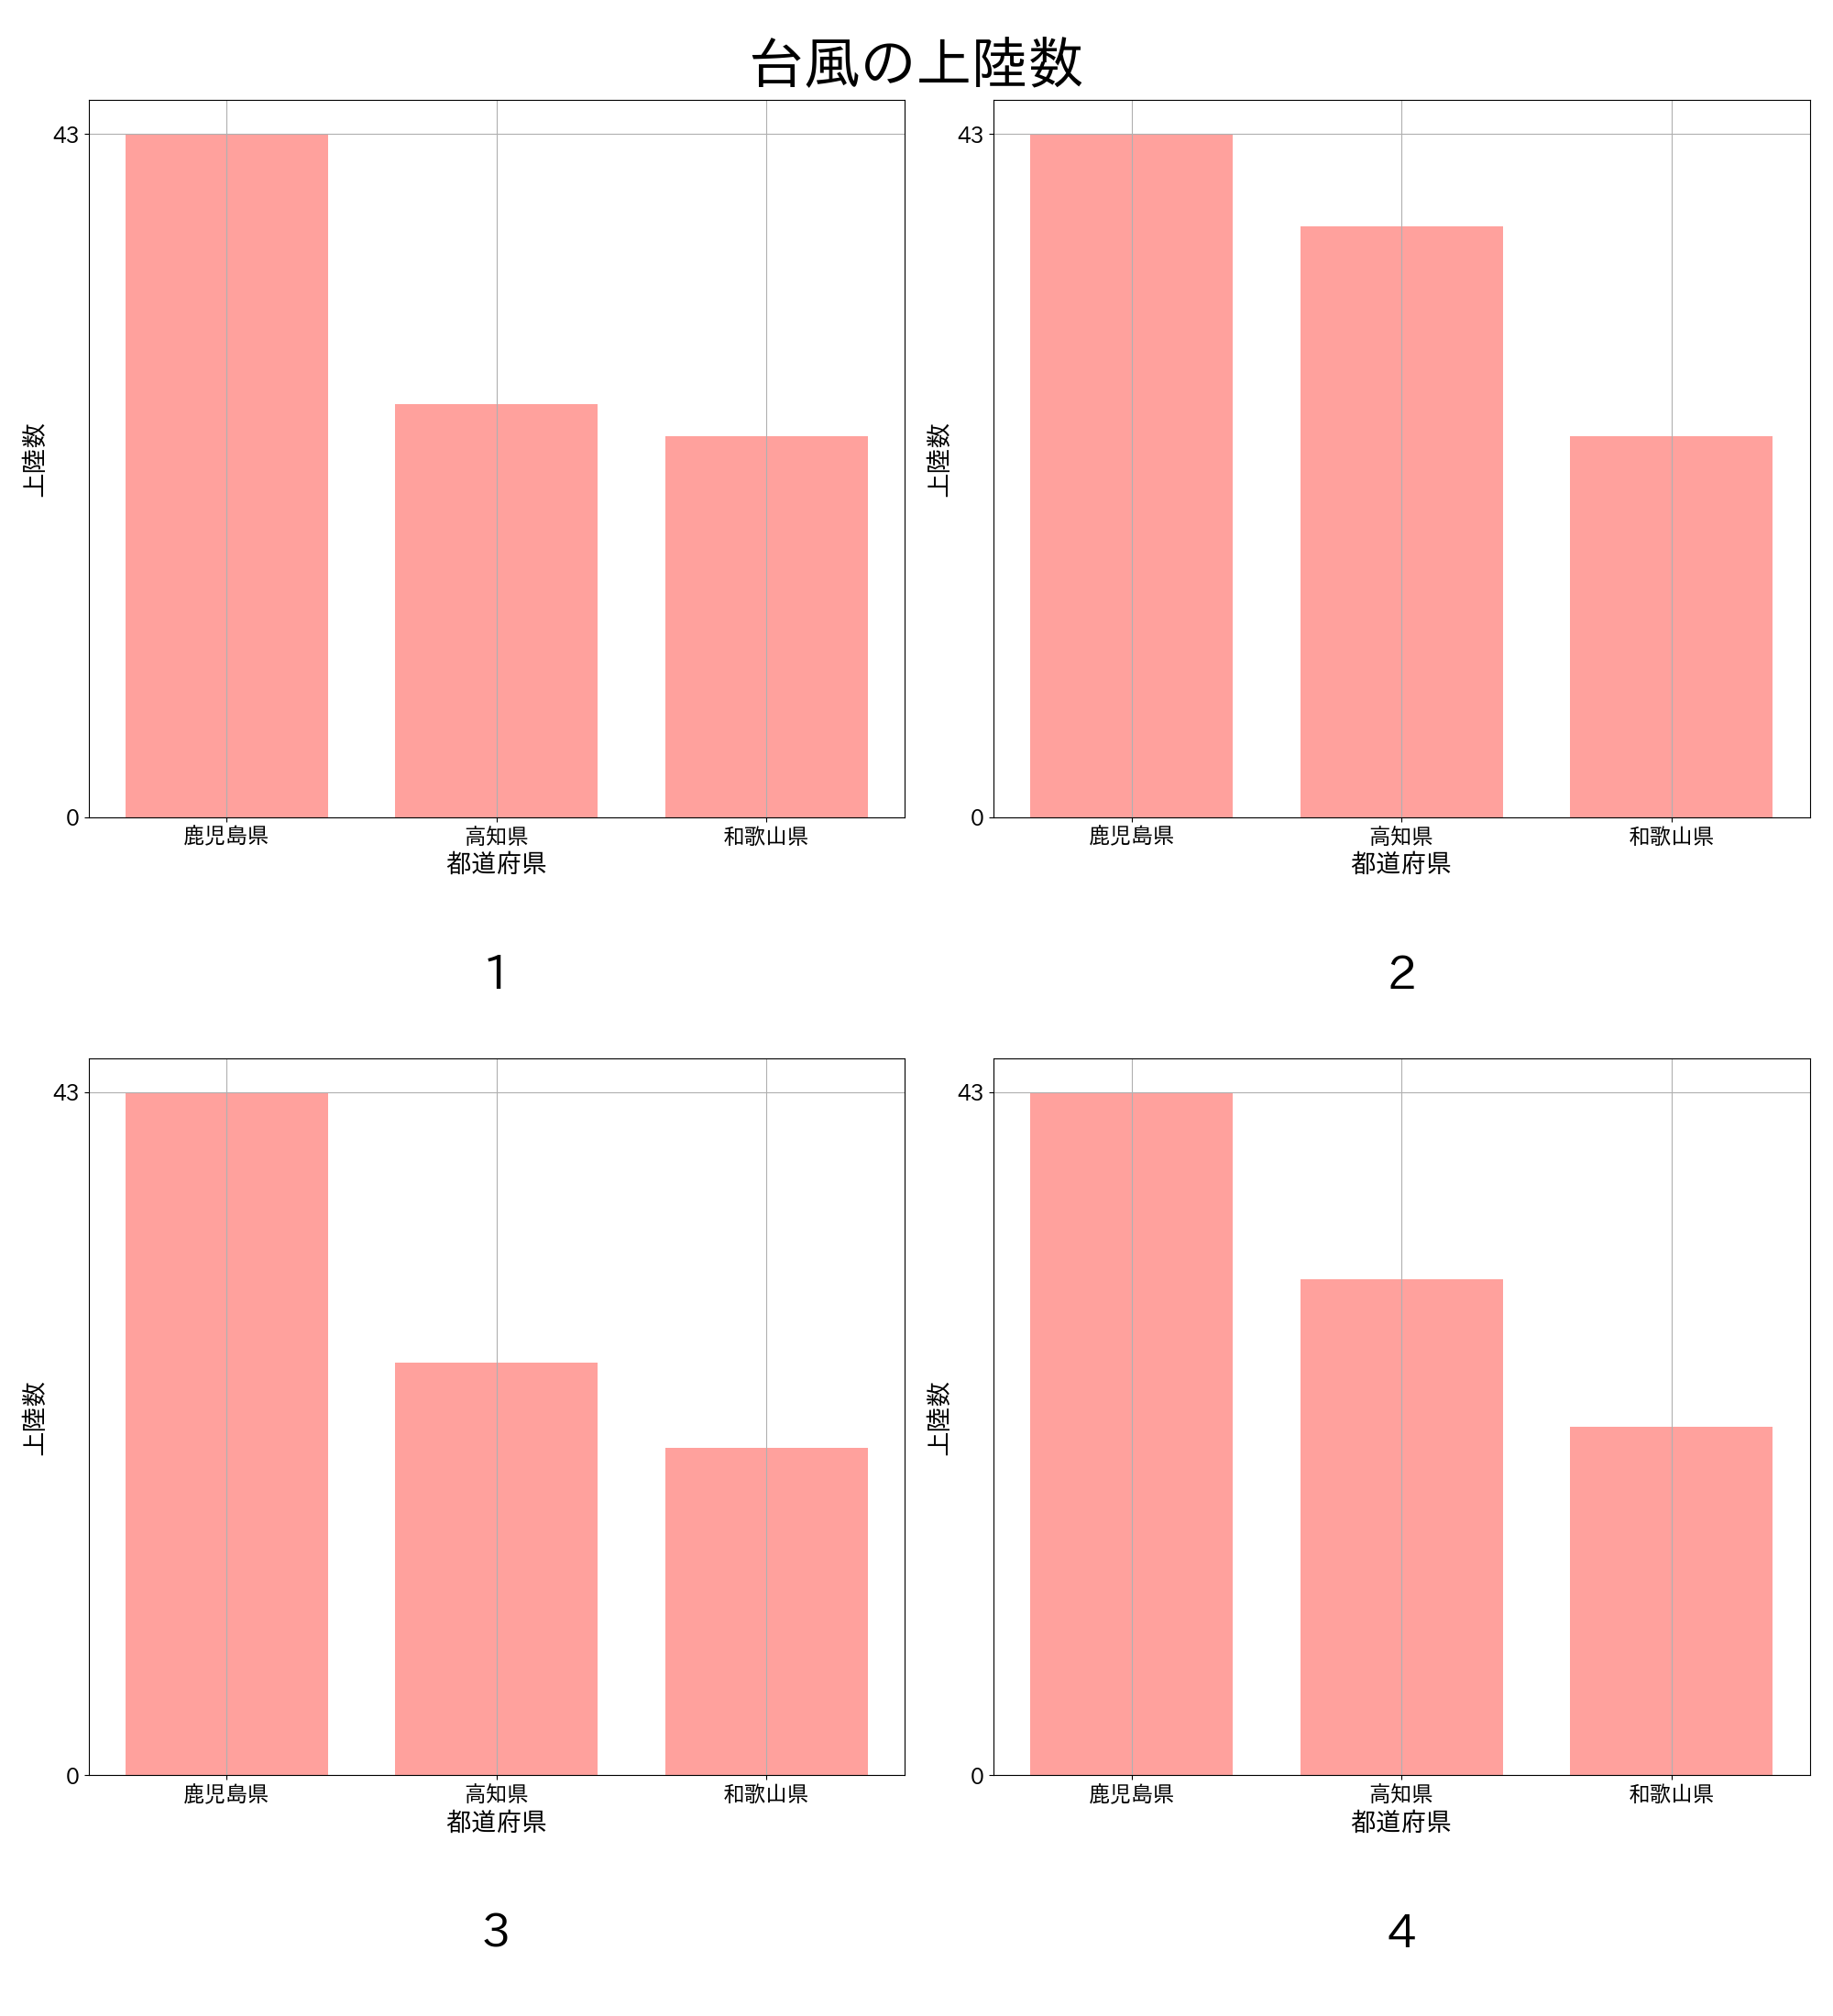 台風の上陸数
43
0
上陸数
鹿児島県 高知県 和歌山県
都道府県
1
43
0
上陸数
鹿児島県 高知県 和歌山県
都道府県
2
43
0
上陸数
鹿児島県 高知県 和歌山県
都道府県
3
43
0
上陸数
鹿児島県 高知県 和歌山県
都道府県
4